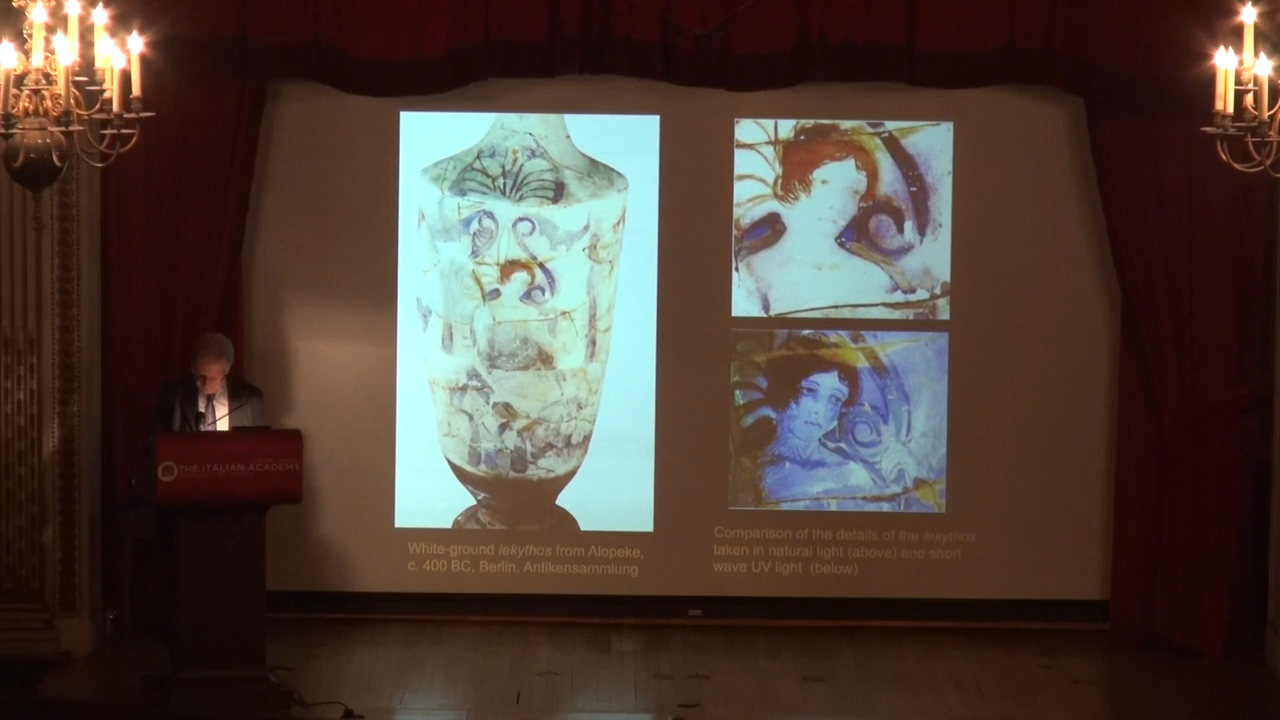 THE ITALIAN ACADEMY
White-ground lekythos from Alopeke,
c. 400 BC, Berlin, Antikensammlung
Comparison of the details of the lekythos
taken in natural light (above) and short
wave UV light (below)